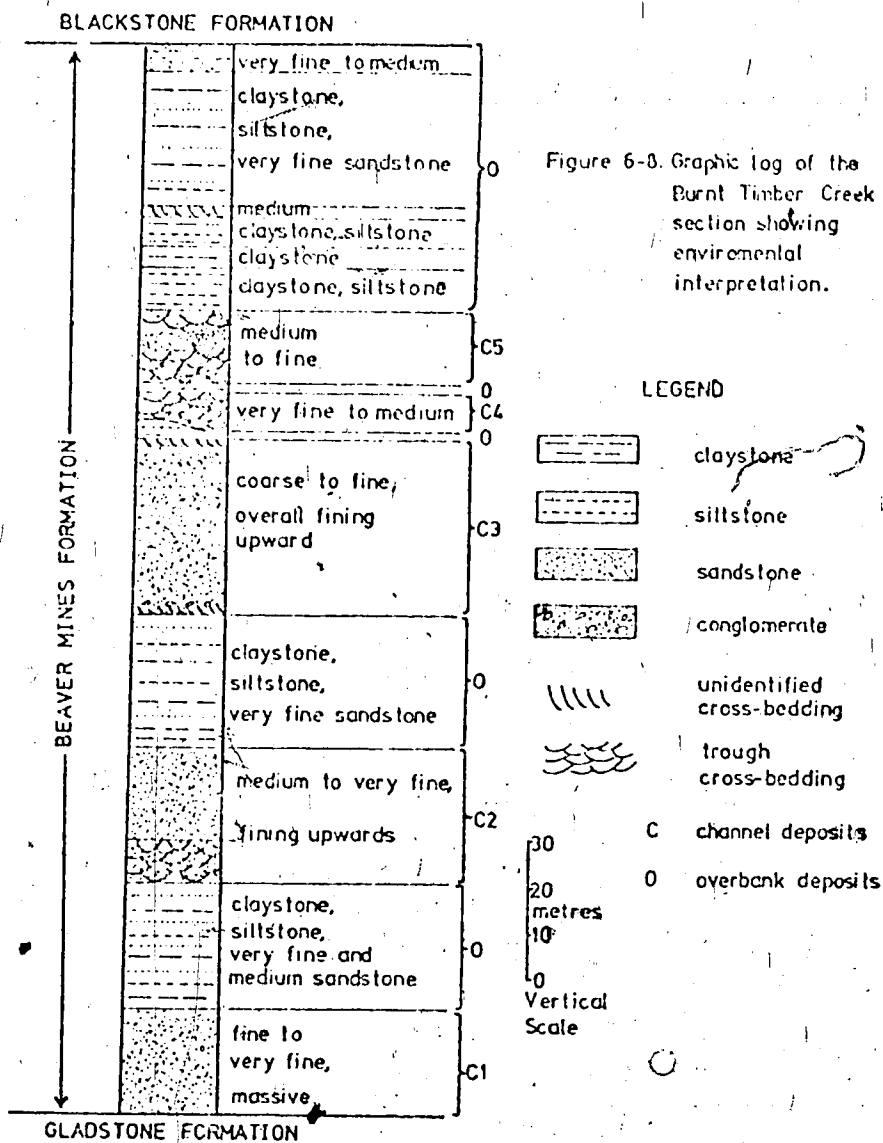 BLACKSTONE FORMATION
very fine to medium
claystone,
siltstone,
very fine sandstone
O
medium
claystone, siltstone
claystone
claystone, siltstone
medium
to fine
C5
O
very fine to medium
C4
O
coarse to fine,
overall fining
upward
C3
claystone,
siltstone,
very fine sandstone
O
medium to very fine,
fining upwards
C2
claystone,
siltstone,
very fine and
medium sandstone
O
fine to
very fine,
massive
C1
BEAVER MINES FORMATION
GLADSTONE FORMATION
Figure 6-8. Graphic log of the
Burnt Timber Creek
section showing
enviremental
interpretation.
LEGEND
claystone
siltstone
sandstone
conglomerate
unidentified
cross-bedding
trough
cross-bedding
C channel deposits
O overbank deposits
30
20
metres
10
0
Vertical
Scale